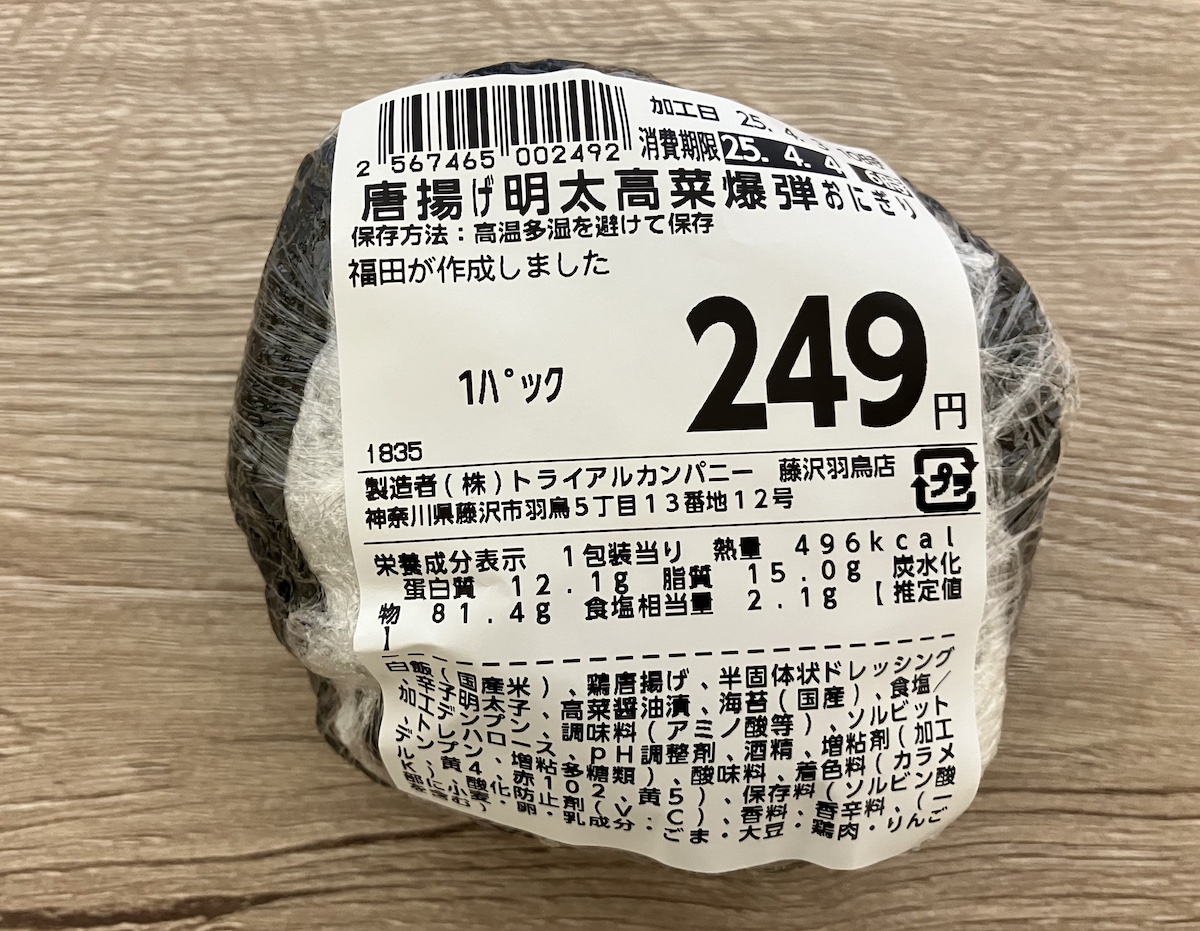 2 567465 002492
加工日 25. 4. 3
消費期限 25. 4. 4
唐揚げ明太高菜爆弾おにぎり
保存方法：高温多湿を避けて保存
福田が作成しました
1パック
249円
1835
製造者(株)トライアルカンパニー 藤沢羽鳥店
プラ
神奈川県藤沢市羽鳥５丁目１３番地１２号
栄養成分表示 １包装当り 熱量 ４９６kcal
蛋白質 １２.１g 脂質 １５.０g 炭水化
物 ８１.４g 食塩相当量 ２.１g 【推定値
】
白飯(国産米)、鶏唐揚げ、半固体状ドレッシング
、辛子明太子、高菜醤油漬、海苔(国産)、食塩／
加工デンプン、調味料(アミノ酸等)、ソルビット
、トレハロース、pH調整剤、酒精、増粘剤(加工
デンプン、増粘多糖類)、酸味料、着色料(カラメ
ル、黄4、赤102、黄5)、保存料(ソルビン酸
K)、酸化防止剤(V.C)、香料、香辛料、(一
部に小麦・卵・乳成分・ごま・大豆・鶏肉・りんご
を含む)